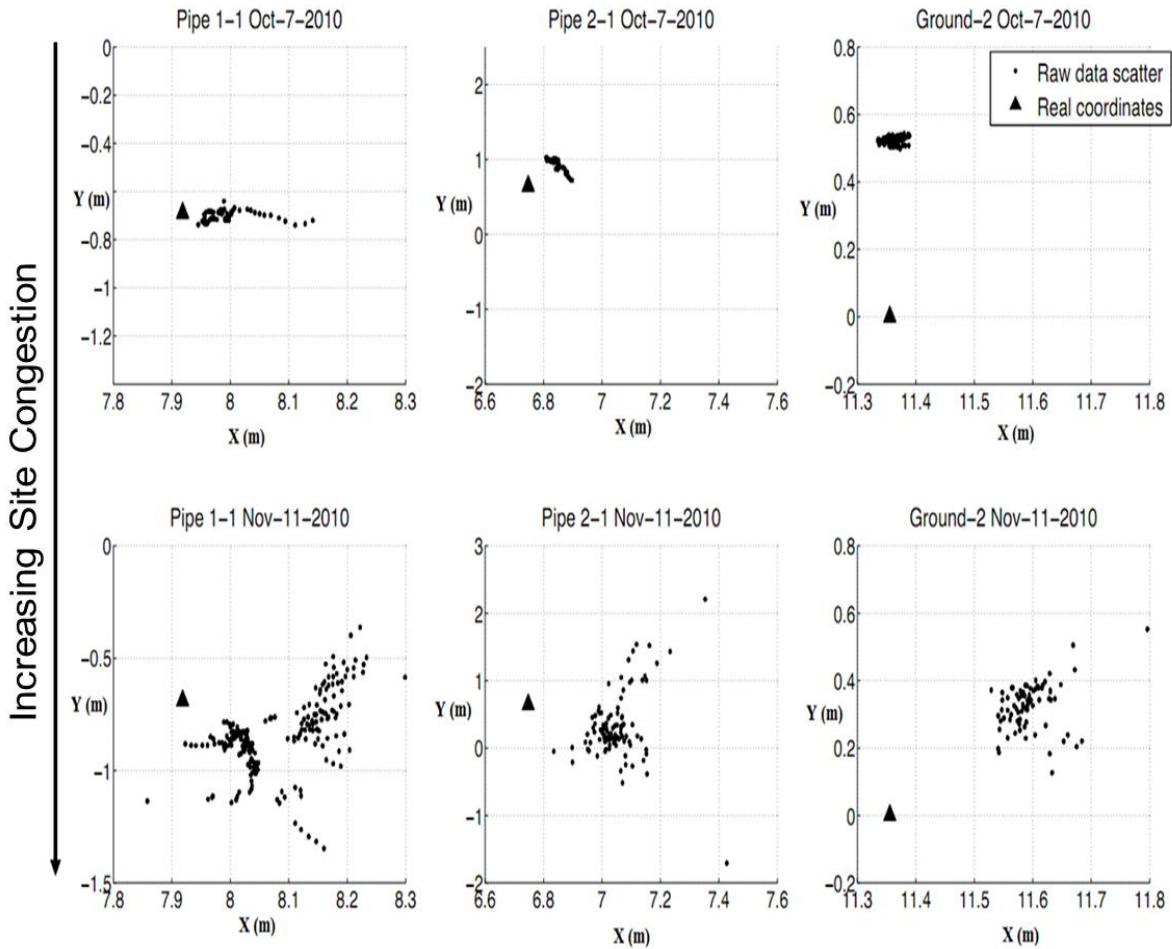 Increasing Site Congestion
Pipe 1-1 Oct-7-2010
0
-0.2
-0.4
-0.6
Y (m)
-0.8
-1
-1.2
7.8 7.9 8 8.1 8.2 8.3
X (m)
Pipe 2-1 Oct-7-2010
2
1
Y (m)
0
-1
-2
6.6 6.8 7 7.2 7.4 7.6
X (m)
Ground-2 Oct-7-2010
Raw data scatter
Real coordinates
0.8
0.6
0.4
Y (m)
0.2
0
-0.2
11.3 11.4 11.5 11.6 11.7 11.8
X (m)
Pipe 1-1 Nov-11-2010
0
-0.5
Y (m)
-1
-1.5
7.8 7.9 8 8.1 8.2 8.3
X (m)
Pipe 2-1 Nov-11-2010
3
2
1
Y (m)
0
-1
-2
6.6 6.8 7 7.2 7.4 7.6
X (m)
Ground-2 Nov-11-2010
0.8
0.6
0.4
Y (m)
0.2
0
0.2
11.3 11.4 11.5 11.6 11.7 11.8
X (m)